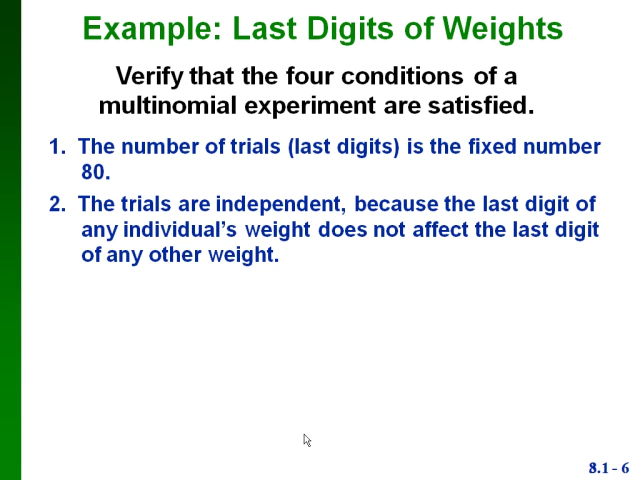 Example: Last Digits of Weights
Verify that the four conditions of a
multinomial experiment are satisfied.
1. The number of trials (last digits) is the fixed number
80.
2. The trials are independent, because the last digit of
any individual’s weight does not affect the last digit
of any other weight.
8.1 - 6